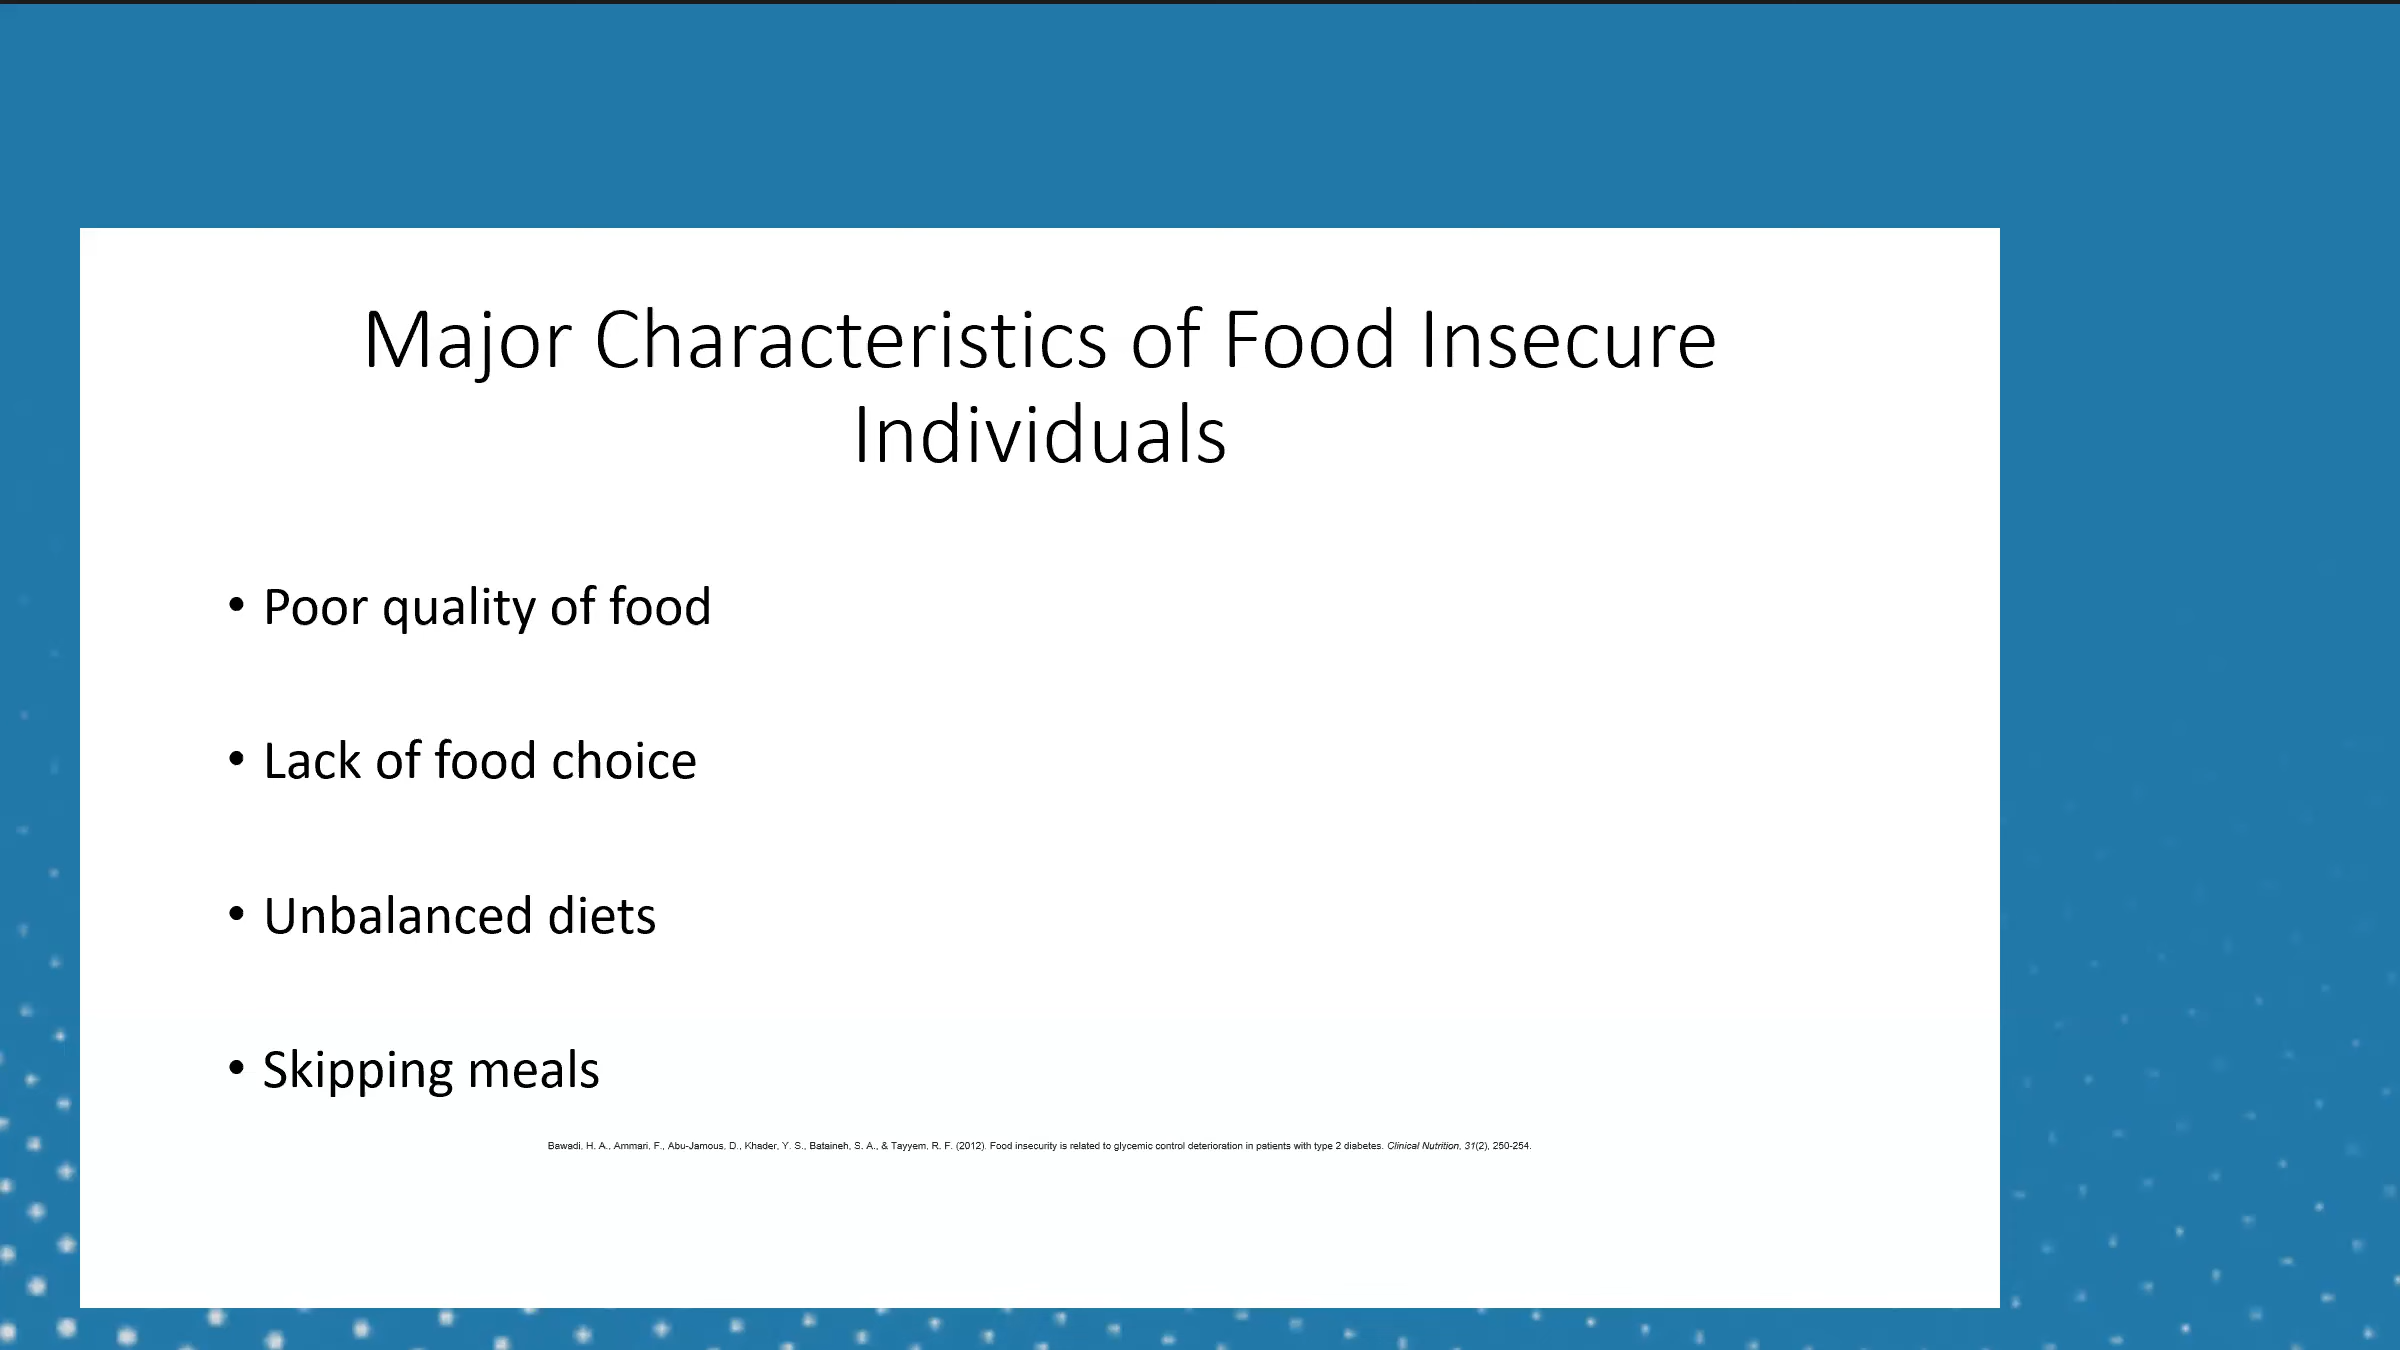 Major Characteristics of Food Insecure
Individuals
• Poor quality of food
• Lack of food choice
• Unbalanced diets
• Skipping meals
Bawadi, H. A., Ammari, F., Abu-Jamous, D., Khader, Y. S., Bataineh, S. A., & Tayyem, R. F. (2012). Food insecurity is related to glycemic control deterioration in patients with type 2 diabetes. Clinical Nutrition, 31(2), 250-254.